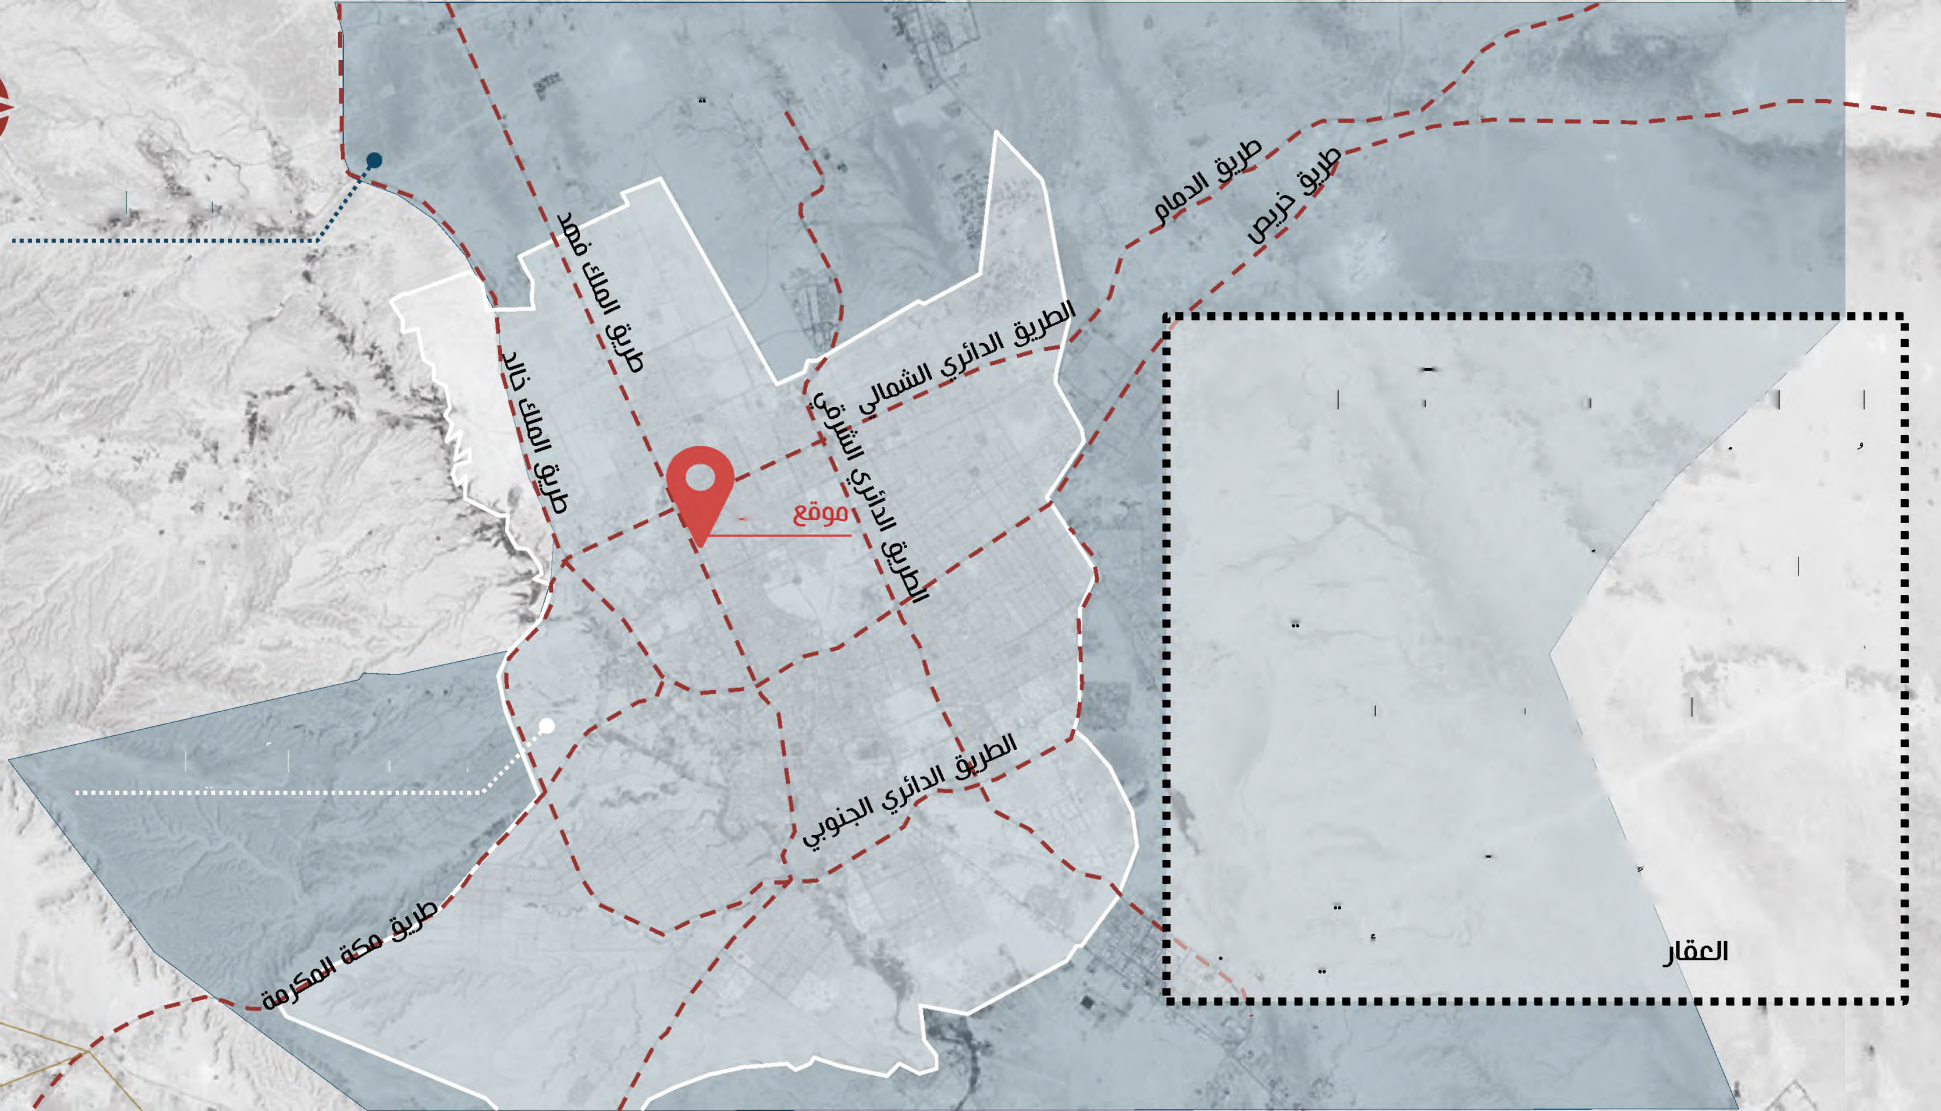 طريق الدمام
طريق خريص
طريق الملك فهد
الطريق الدائري الشمالي
طريق الملك خالد
الطريق الدائري الشرقي
موقع
الطريق الدائري الجنوبي
طريق مكة المكرمة
العقار